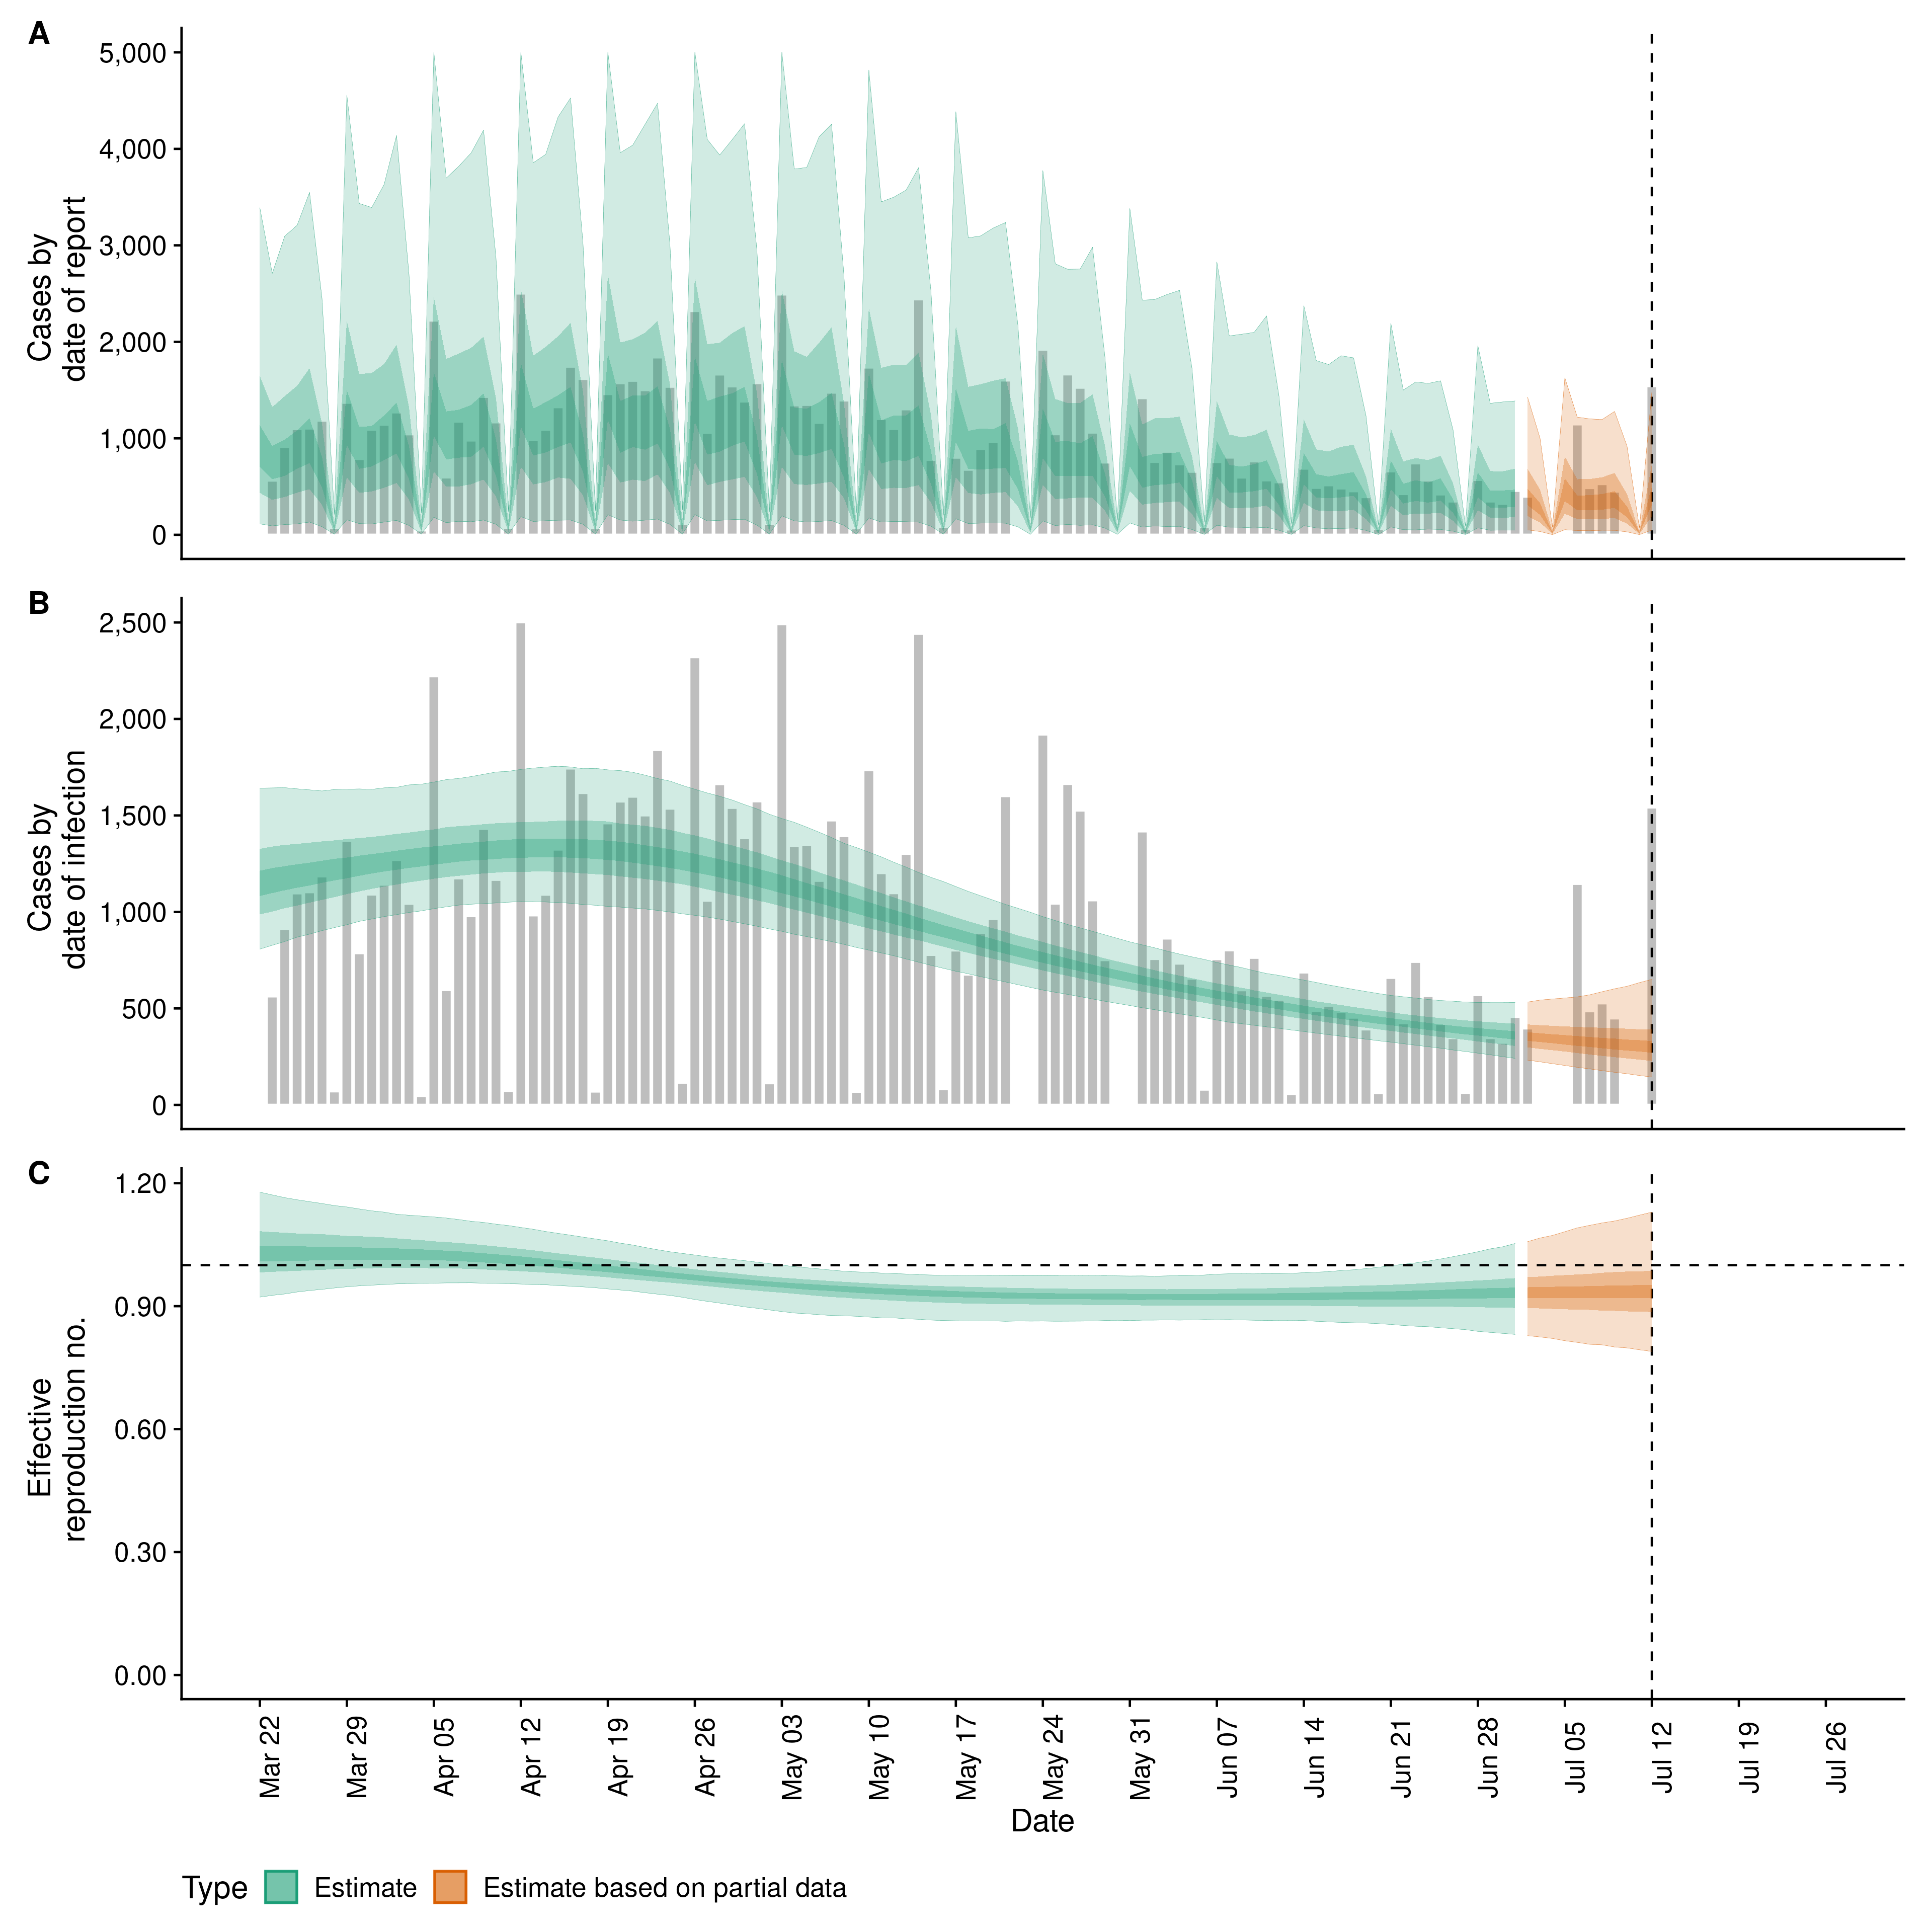 A
Cases by
date of report
5,000
4,000
3,000
2,000
1,000
0
B
Cases by
date of infection
2,500
2,000
1,500
1,000
500
0
C
Effective
reproduction no.
1.20
0.90
0.60
0.30
0.00
Mar 22
Mar 29
Apr 05
Apr 12
Apr 19
Apr 26
May 03
May 10
May 17
May 24
May 31
Jun 07
Jun 14
Jun 21
Jun 28
Jul 05
Jul 12
Jul 19
Jul 26
Date
Type
Estimate
Estimate based on partial data